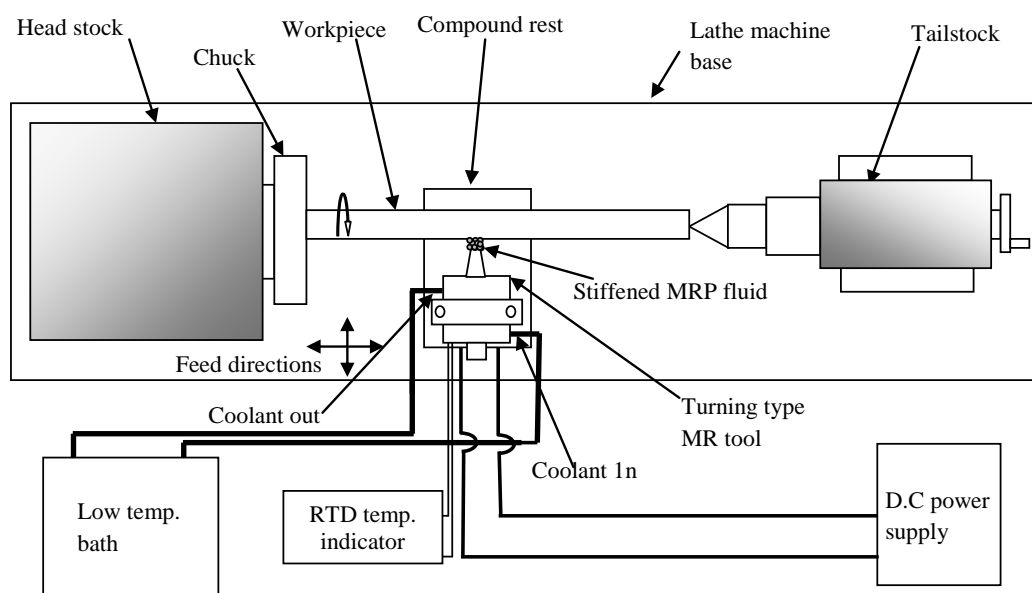 Head stock
Chuck
Workpiece
Compound rest
Lathe machine
base
Tailstock
Stiffened MRP fluid
Feed directions
Coolant out
Turning type
MR tool
Coolant 1n
Low temp.
bath
RTD temp.
indicator
D.C power
supply